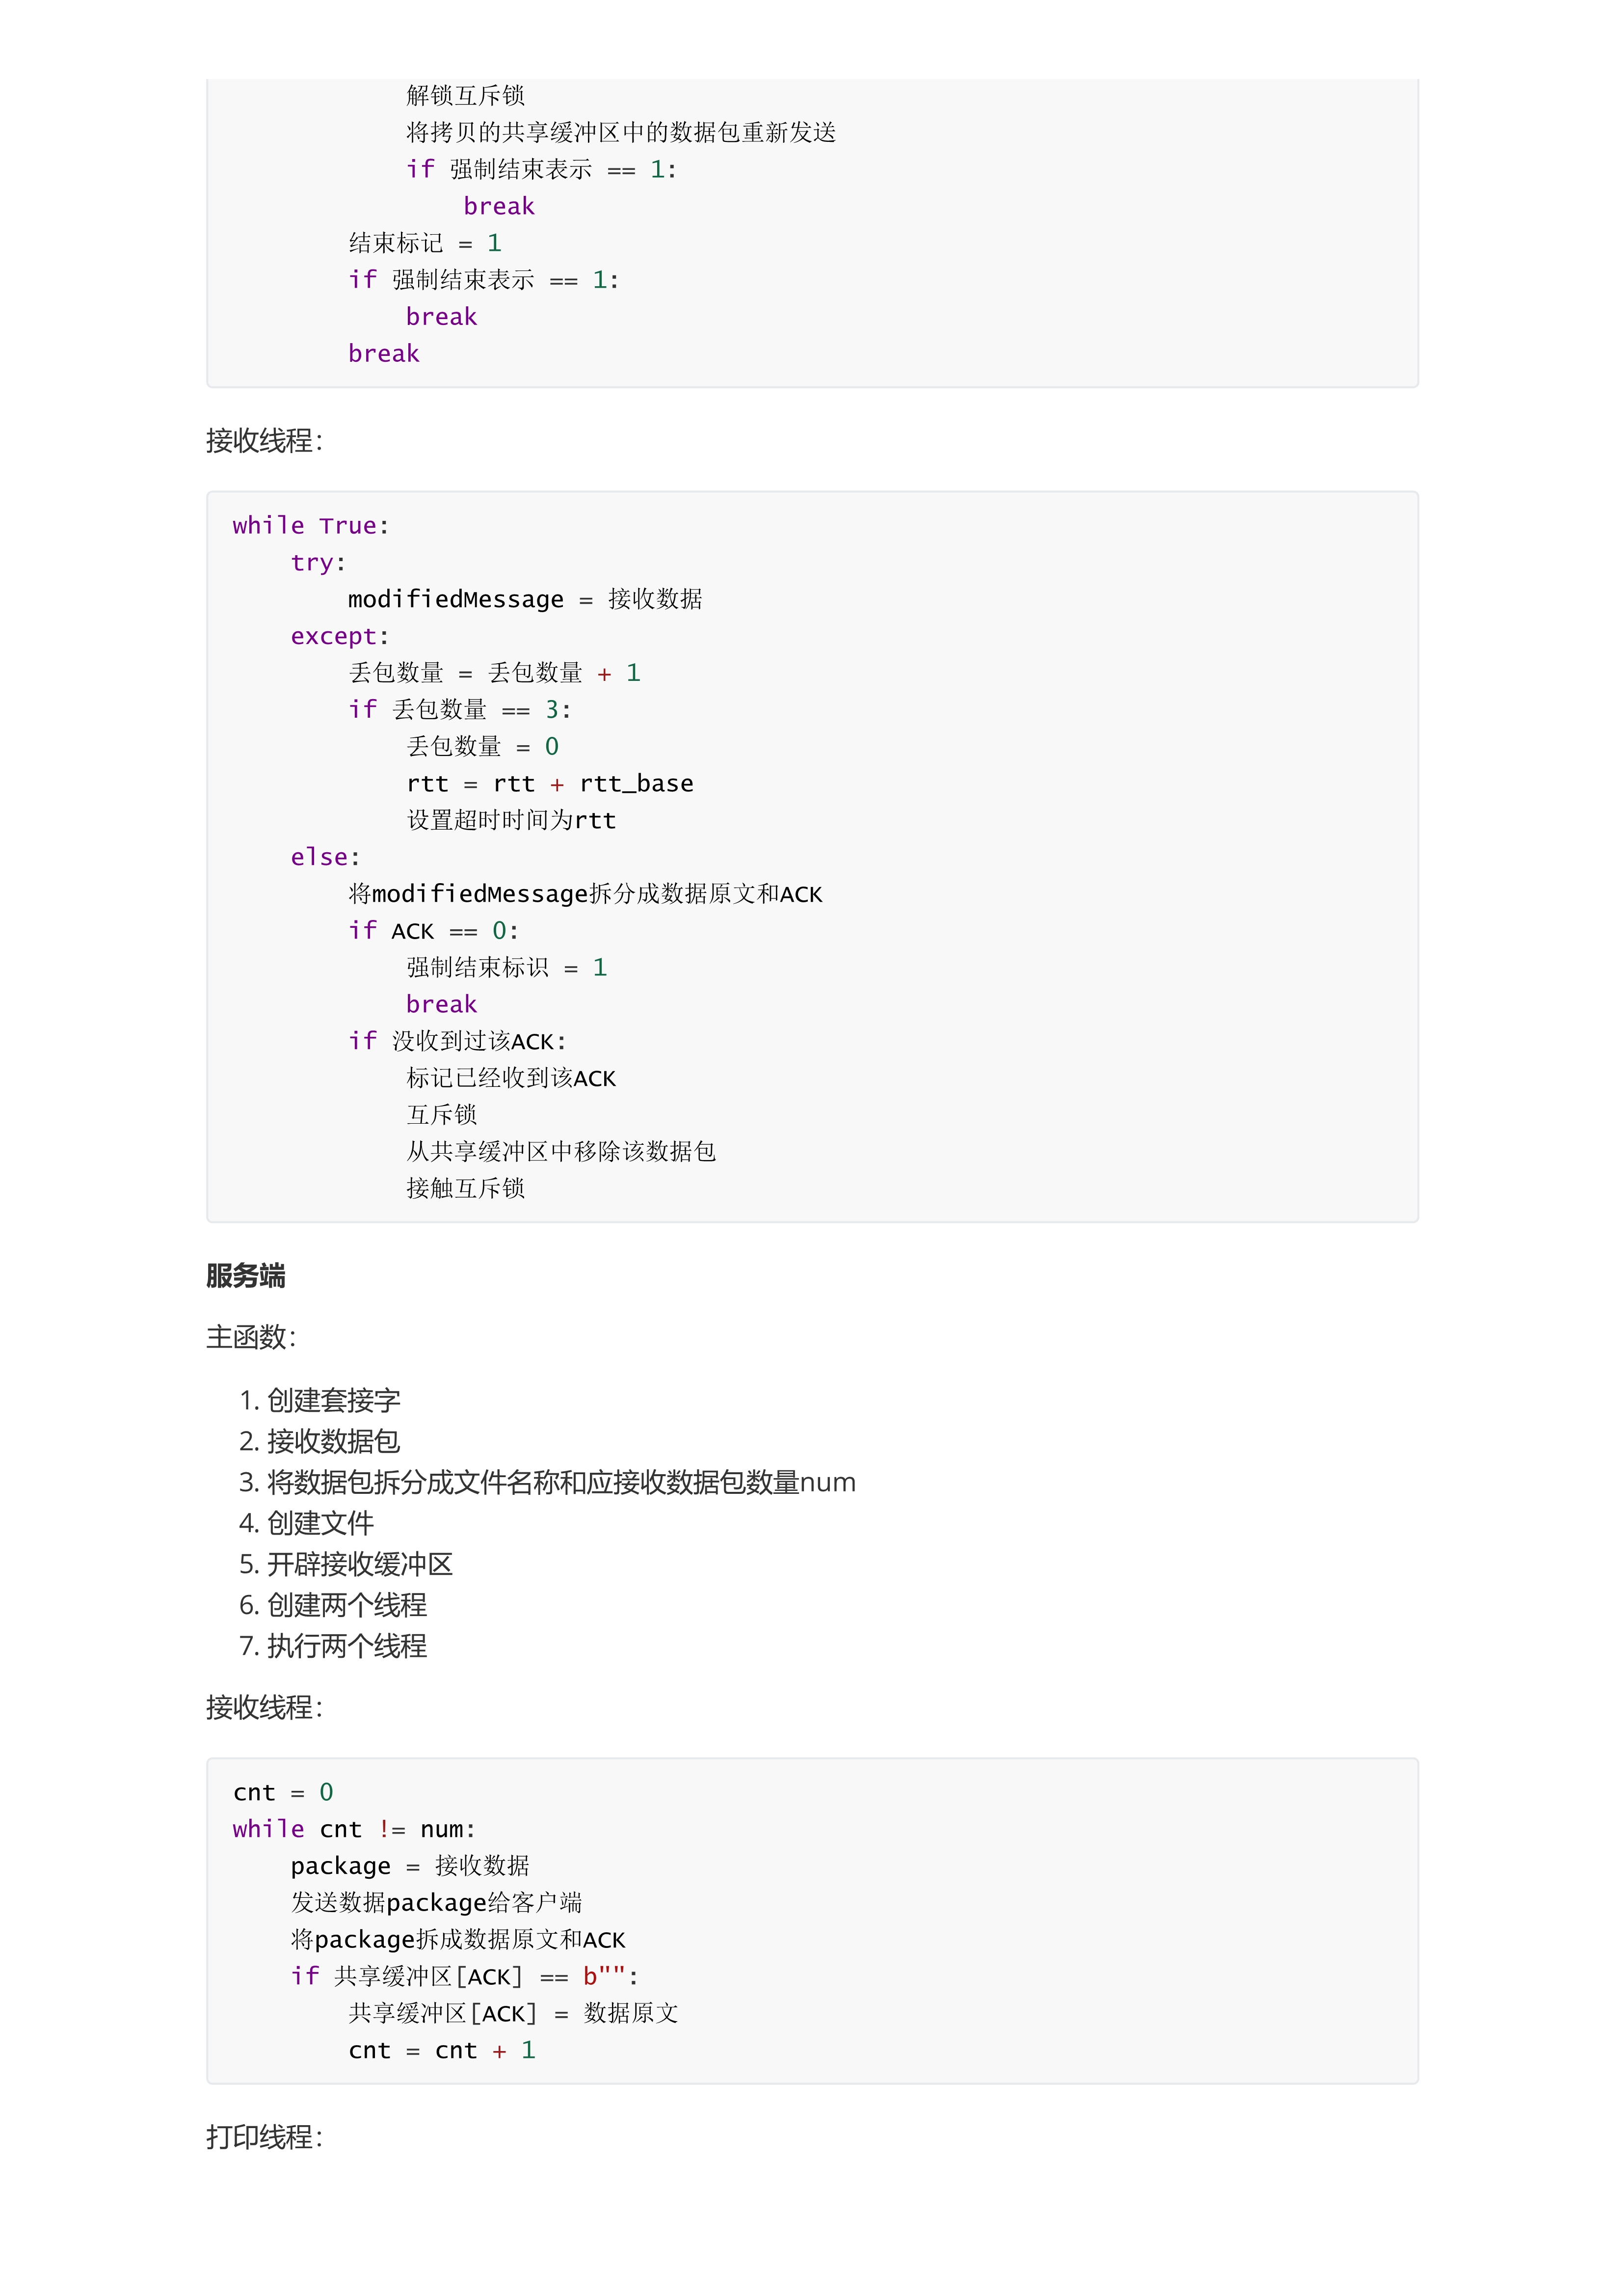 解锁互斥锁
将拷贝的共享缓冲区中的数据包重新发送
if 强制结束表示 == 1:
break
结束标记 = 1
if 强制结束表示 == 1:
break
break
接收线程：
while True:
try:
modifiedMessage = 接收数据
except:
丢包数量 = 丢包数量 + 1
if 丢包数量 == 3:
丢包数量 = 0
rtt = rtt + rtt_base
设置超时时间为rtt
else:
将modifiedMessage拆分成数据原文和ACK
if ACK == 0:
强制结束标识 = 1
break
if 没收到过该ACK:
标记已经收到该ACK
互斥锁
从共享缓冲区中移除该数据包
接触互斥锁
服务端
主函数：
1. 创建套接字
2. 接收数据包
3. 将数据包拆分成文件名称和应接收数据包数量num
4. 创建文件
5. 开辟接收缓冲区
6. 创建两个线程
7. 执行两个线程
接收线程：
cnt = 0
while cnt != num:
package = 接收数据
发送数据package给客户端
将package拆成数据原文和ACK
if 共享缓冲区[ACK] == b"":
共享缓冲区[ACK] = 数据原文
cnt = cnt + 1
打印线程：